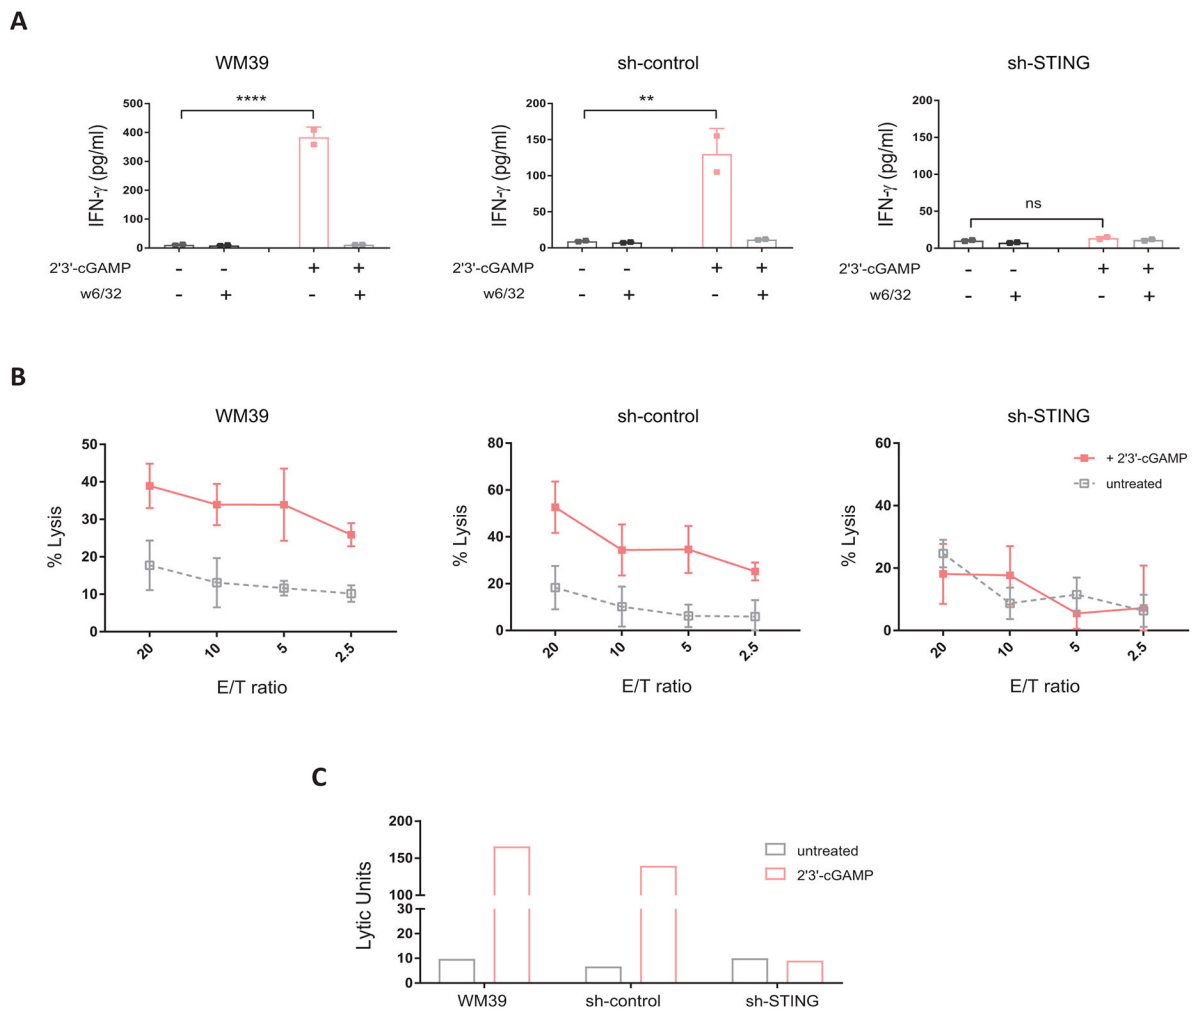 A
WM39
sh-control
sh-STING
IFN-γ (pg/ml)
500
400
300
200
100
0
****
IFN-γ (pg/ml)
200
150
100
50
0
**
IFN-γ (pg/ml)
200
150
100
50
0
ns
2'3'-cGAMP - - + +
w6/32 - + - +
2'3'-cGAMP - - + +
w6/32 - + - +
2'3'-cGAMP - - + +
w6/32 - + - +
B
WM39
sh-control
sh-STING
% Lysis
50
40
30
20
10
0
20 10 5 2.5
E/T ratio
% Lysis
80
60
40
20
0
20 10 5 2.5
E/T ratio
% Lysis
60
40
20
0
+ 2'3'-cGAMP
untreated
20 10 5 2.5
E/T ratio
C
Lytic Units
200
150
100
30
20
10
0
untreated
2'3'-cGAMP
WM39 sh-control sh-STING